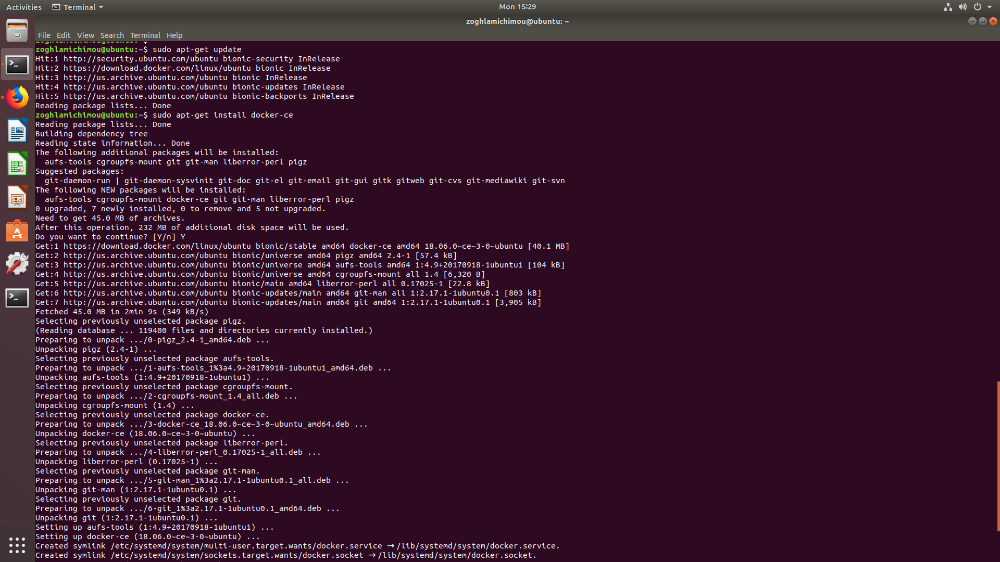 Activities Terminal Mon 15:29
zoghlamichimou@ubuntu: ~
File Edit View Search Terminal Help
zoghlamichimou@ubuntu:~$ sudo apt-get update
Hit:1 http://security.ubuntu.com/ubuntu bionic-security InRelease
Hit:2 https://download.docker.com/linux/ubuntu bionic InRelease
Hit:3 http://us.archive.ubuntu.com/ubuntu bionic InRelease
Hit:4 http://us.archive.ubuntu.com/ubuntu bionic-updates InRelease
Hit:5 http://us.archive.ubuntu.com/ubuntu bionic-backports InRelease
Reading package lists... Done
zoghlamichimou@ubuntu:~$ sudo apt-get install docker-ce
Reading package lists... Done
Building dependency tree
Reading state information... Done
The following additional packages will be installed:
  aufs-tools cgroupfs-mount git git-man liberror-perl pigz
Suggested packages:
  git-daemon-run | git-daemon-sysvinit git-doc git-el git-email git-gui gitk gitweb git-cvs git-mediawiki git-svn
The following NEW packages will be installed:
  aufs-tools cgroupfs-mount docker-ce git git-man liberror-perl pigz
0 upgraded, 7 newly installed, 0 to remove and 5 not upgraded.
Need to get 45.0 MB of archives.
After this operation, 232 MB of additional disk space will be used.
Do you want to continue? [Y/n] Y
Get:1 https://download.docker.com/linux/ubuntu bionic/stable amd64 docker-ce amd64 18.06.0~ce~3-0~ubuntu [40.1 MB]
Get:2 http://us.archive.ubuntu.com/ubuntu bionic/universe amd64 pigz amd64 2.4-1 [57.4 kB]
Get:3 http://us.archive.ubuntu.com/ubuntu bionic/universe amd64 aufs-tools amd64 1:4.9+20170918-1ubuntu1 [104 kB]
Get:4 http://us.archive.ubuntu.com/ubuntu bionic/universe amd64 cgroupfs-mount all 1.4 [6,320 B]
Get:5 http://us.archive.ubuntu.com/ubuntu bionic/main amd64 liberror-perl all 0.17025-1 [22.8 kB]
Get:6 http://us.archive.ubuntu.com/ubuntu bionic-updates/main amd64 git-man all 1:2.17.1-1ubuntu0.1 [803 kB]
Get:7 http://us.archive.ubuntu.com/ubuntu bionic-updates/main amd64 git amd64 1:2.17.1-1ubuntu0.1 [3,905 kB]
Fetched 45.0 MB in 2min 9s (349 kB/s)
Selecting previously unselected package pigz.
(Reading database ... 119400 files and directories currently installed.)
Preparing to unpack .../0-pigz_2.4-1_amd64.deb ...
Unpacking pigz (2.4-1) ...
Selecting previously unselected package aufs-tools.
Preparing to unpack .../1-aufs-tools_1%3a4.9+20170918-1ubuntu1_amd64.deb ...
Unpacking aufs-tools (1:4.9+20170918-1ubuntu1) ...
Selecting previously unselected package cgroupfs-mount.
Preparing to unpack .../2-cgroupfs-mount_1.4_all.deb ...
Unpacking cgroupfs-mount (1.4) ...
Selecting previously unselected package docker-ce.
Preparing to unpack .../3-docker-ce_18.06.0~ce~3-0~ubuntu_amd64.deb ...
Unpacking docker-ce (18.06.0~ce~3-0~ubuntu) ...
Selecting previously unselected package liberror-perl.
Preparing to unpack .../4-liberror-perl_0.17025-1_all.deb ...
Unpacking liberror-perl (0.17025-1) ...
Selecting previously unselected package git-man.
Preparing to unpack .../5-git-man_1%3a2.17.1-1ubuntu0.1_all.deb ...
Unpacking git-man (1:2.17.1-1ubuntu0.1) ...
Selecting previously unselected package git.
Preparing to unpack .../6-git_1%3a2.17.1-1ubuntu0.1_amd64.deb ...
Unpacking git (1:2.17.1-1ubuntu0.1) ...
Setting up aufs-tools (1:4.9+20170918-1ubuntu1) ...
Setting up docker-ce (18.06.0~ce~3-0~ubuntu) ...
Created symlink /etc/systemd/system/multi-user.target.wants/docker.service → /lib/systemd/system/docker.service.
Created symlink /etc/systemd/system/sockets.target.wants/docker.socket → /lib/systemd/system/docker.socket.